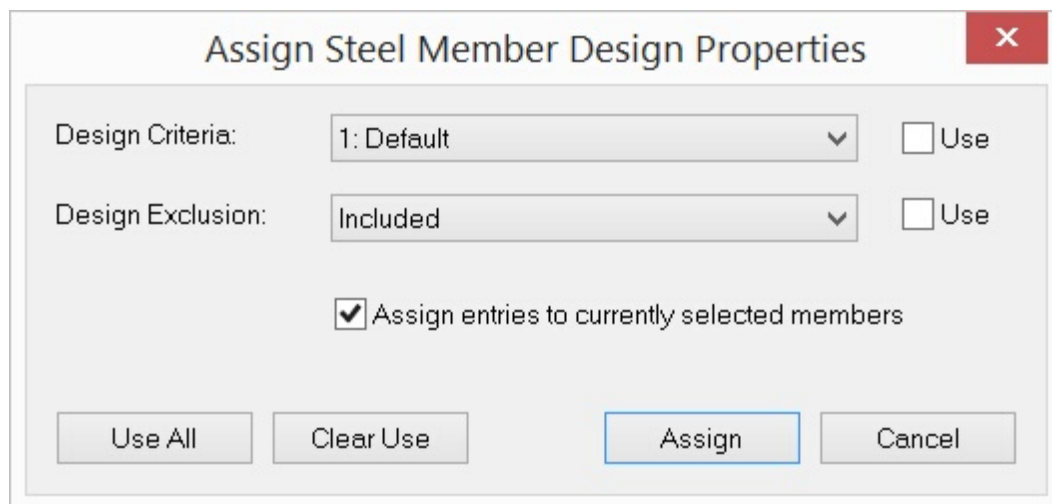 Assign Steel Member Design Properties
Design Criteria: 1: Default Use
Design Exclusion: Included Use
Assign entries to currently selected members
Use All Clear Use Assign Cancel